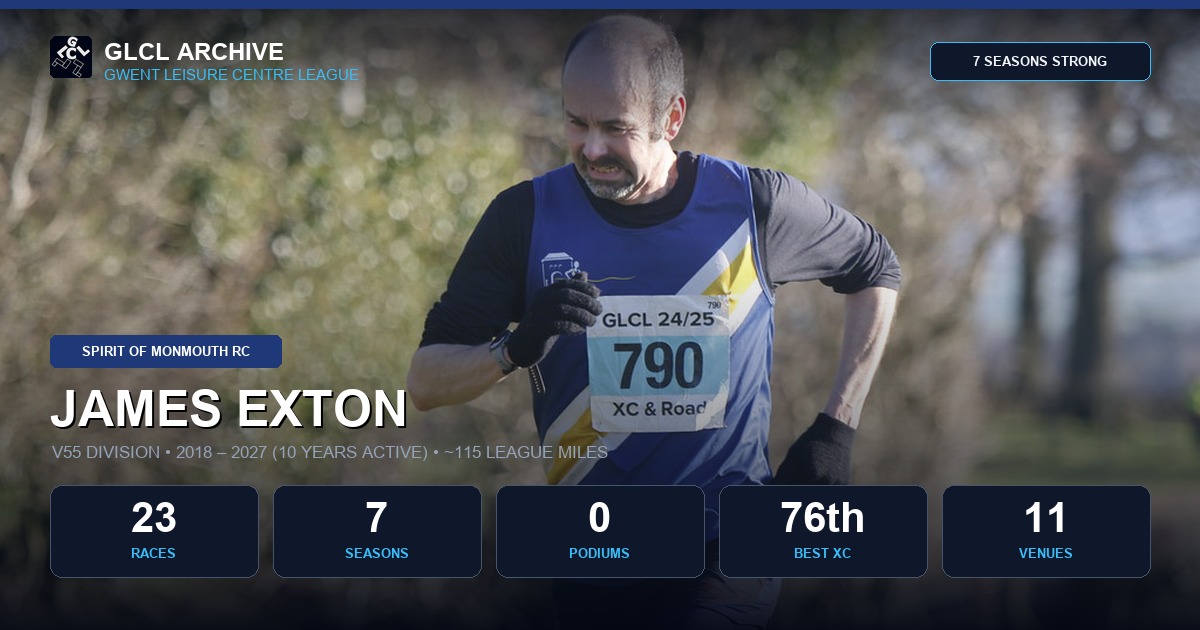 GLCL ARCHIVE
GWENT LEISURE CENTRE LEAGUE
7 SEASONS STRONG
790
GLCL 24/25
790
XC & Road
SPIRIT OF MONMOUTH RC
JAMES EXTON
V55 DIVISION • 2018 – 2027 (10 YEARS ACTIVE) • ~115 LEAGUE MILES
23
RACES
7
SEASONS
0
PODIUMS
76th
BEST XC
11
VENUES